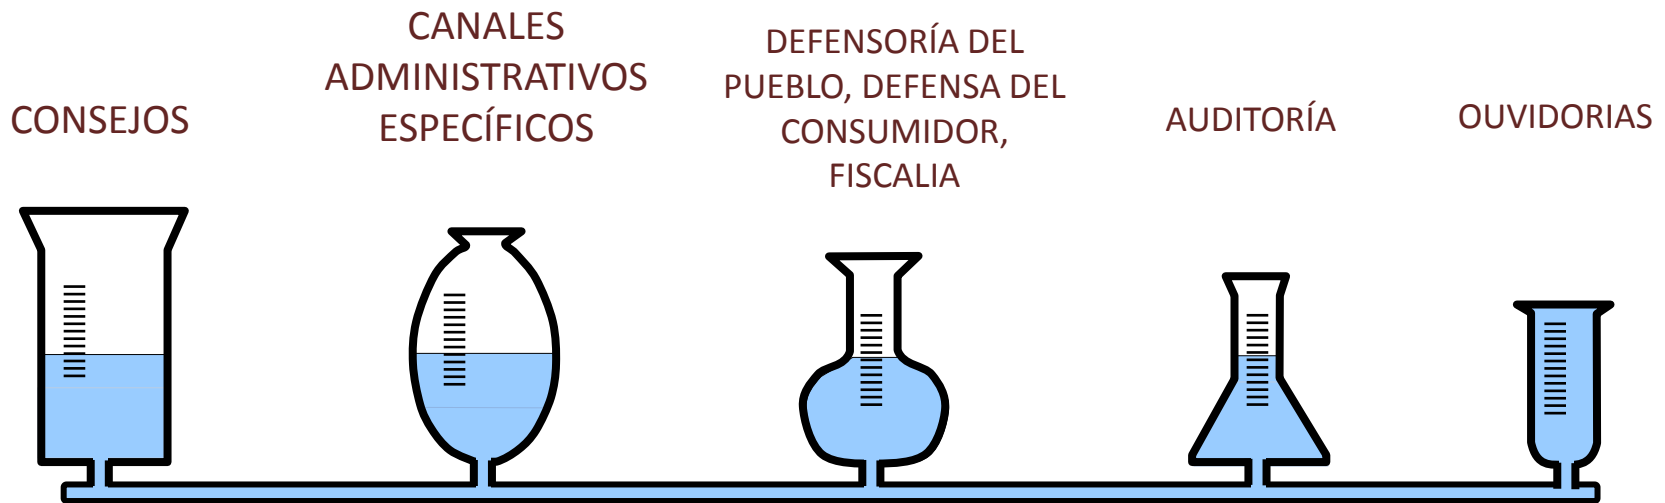 CONSEJOS
CANALES
ADMINISTRATIVOS
ESPECÍFICOS
DEFENSORÍA DEL
PUEBLO, DEFENSA DEL
CONSUMIDOR,
FISCALIA
AUDITORÍA
OUVIDORIAS